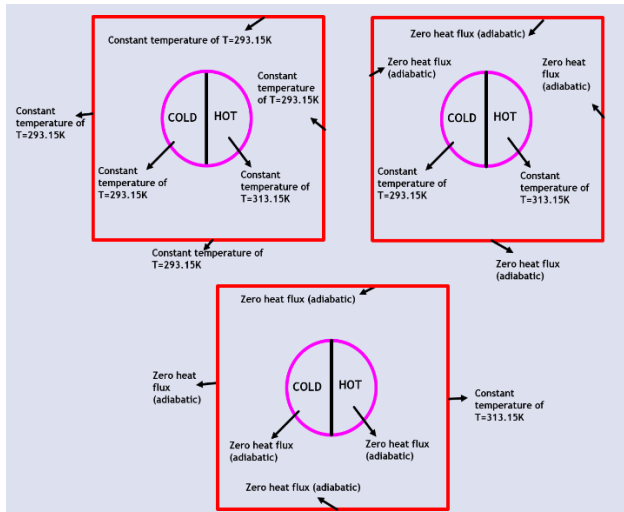 Constant temperature of T=293.15K
Constant temperature
of T=293.15K
Constant
temperature of
T=293.15K
COLD
HOT
Constant temperature of
T=293.15K
Constant
temperature of
T=313.15K
Constant temperature of
T=293.15K
Zero heat flux (adiabatic)
Zero heat flux
(adiabatic)
Zero heat
flux
(adiabatic)
COLD
HOT
Constant
temperature of
T=293.15K
Constant
temperature of
T=313.15K
Zero heat flux
(adiabatic)
Zero heat flux (adiabatic)
Zero heat
flux
(adiabatic)
COLD
HOT
Constant
temperature of
T=313.15K
Zero heat flux
(adiabatic)
Zero heat flux
(adiabatic)
Zero heat flux (adiabatic)